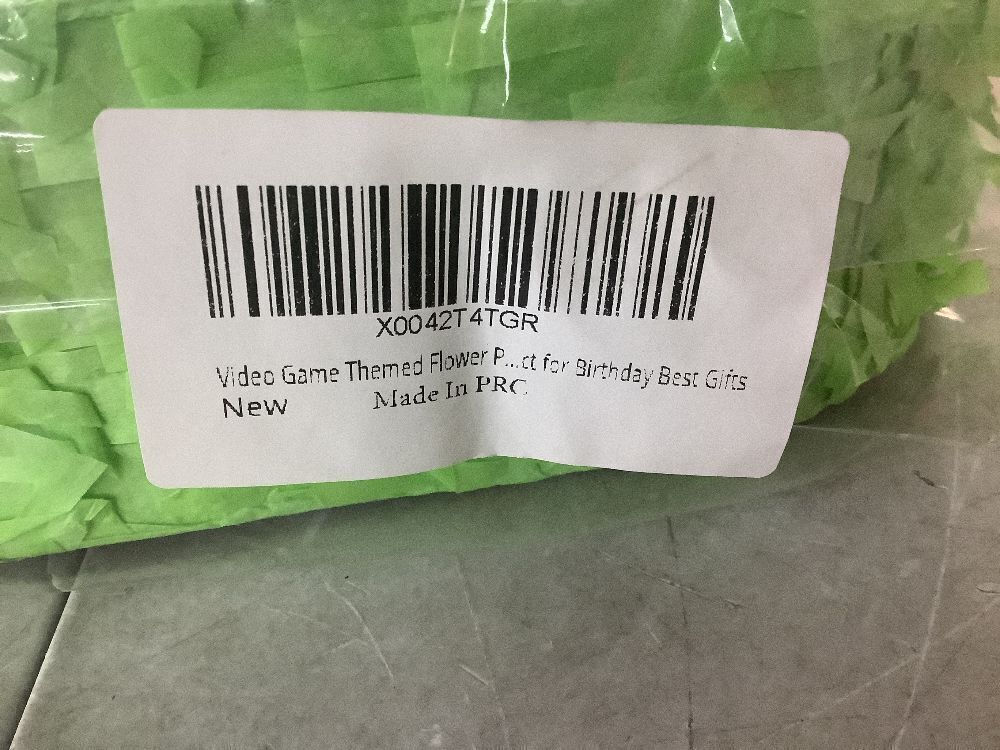 X0042T4TGR
Video Game Themed Flower P...ct for Birthday Best Gifts
New Made In PRC